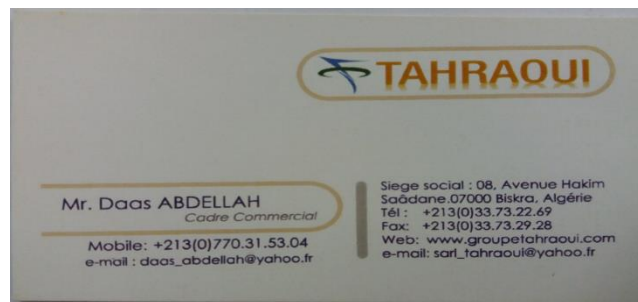 TAHRAOUI
Mr. Daas ABDELLAH
Cadre Commercial
Mobile: +213(0)770.31.53.04
e-mail : daas_abdellah@yahoo.fr
Siege social : 08, Avenue Hakim
Saâdane.07000 Biskra, Algérie
Tél : +213(0)33.73.22.69
Fax: +213(0)33.73.29.28
Web: www.groupetahraoui.com
e-mail: sarl_tahraoui@yahoo.fr